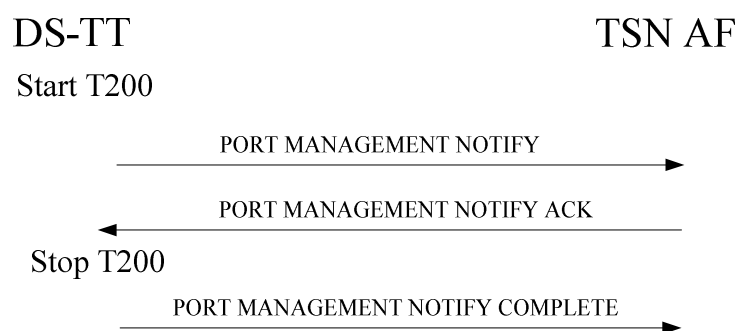 DS-TT
TSN AF
Start T200
PORT MANAGEMENT NOTIFY
PORT MANAGEMENT NOTIFY ACK
Stop T200
PORT MANAGEMENT NOTIFY COMPLETE